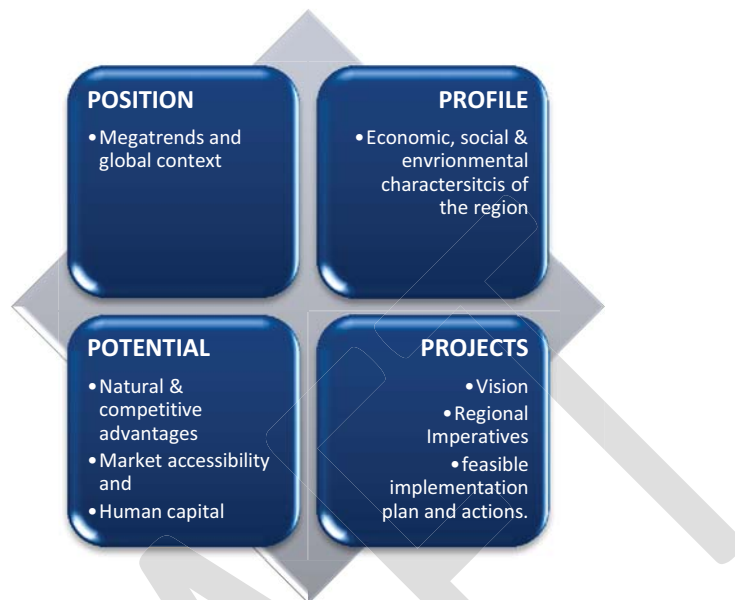 POSITION
•Megatrends and
global context
PROFILE
•Economic, social &
envrionmental
charactersitcis of
the region
POTENTIAL
•Natural &
competitive
advantages
•Market accessibility
and
•Human capital
PROJECTS
•Vision
•Regional
Imperatives
•feasible
implementation
plan and actions.